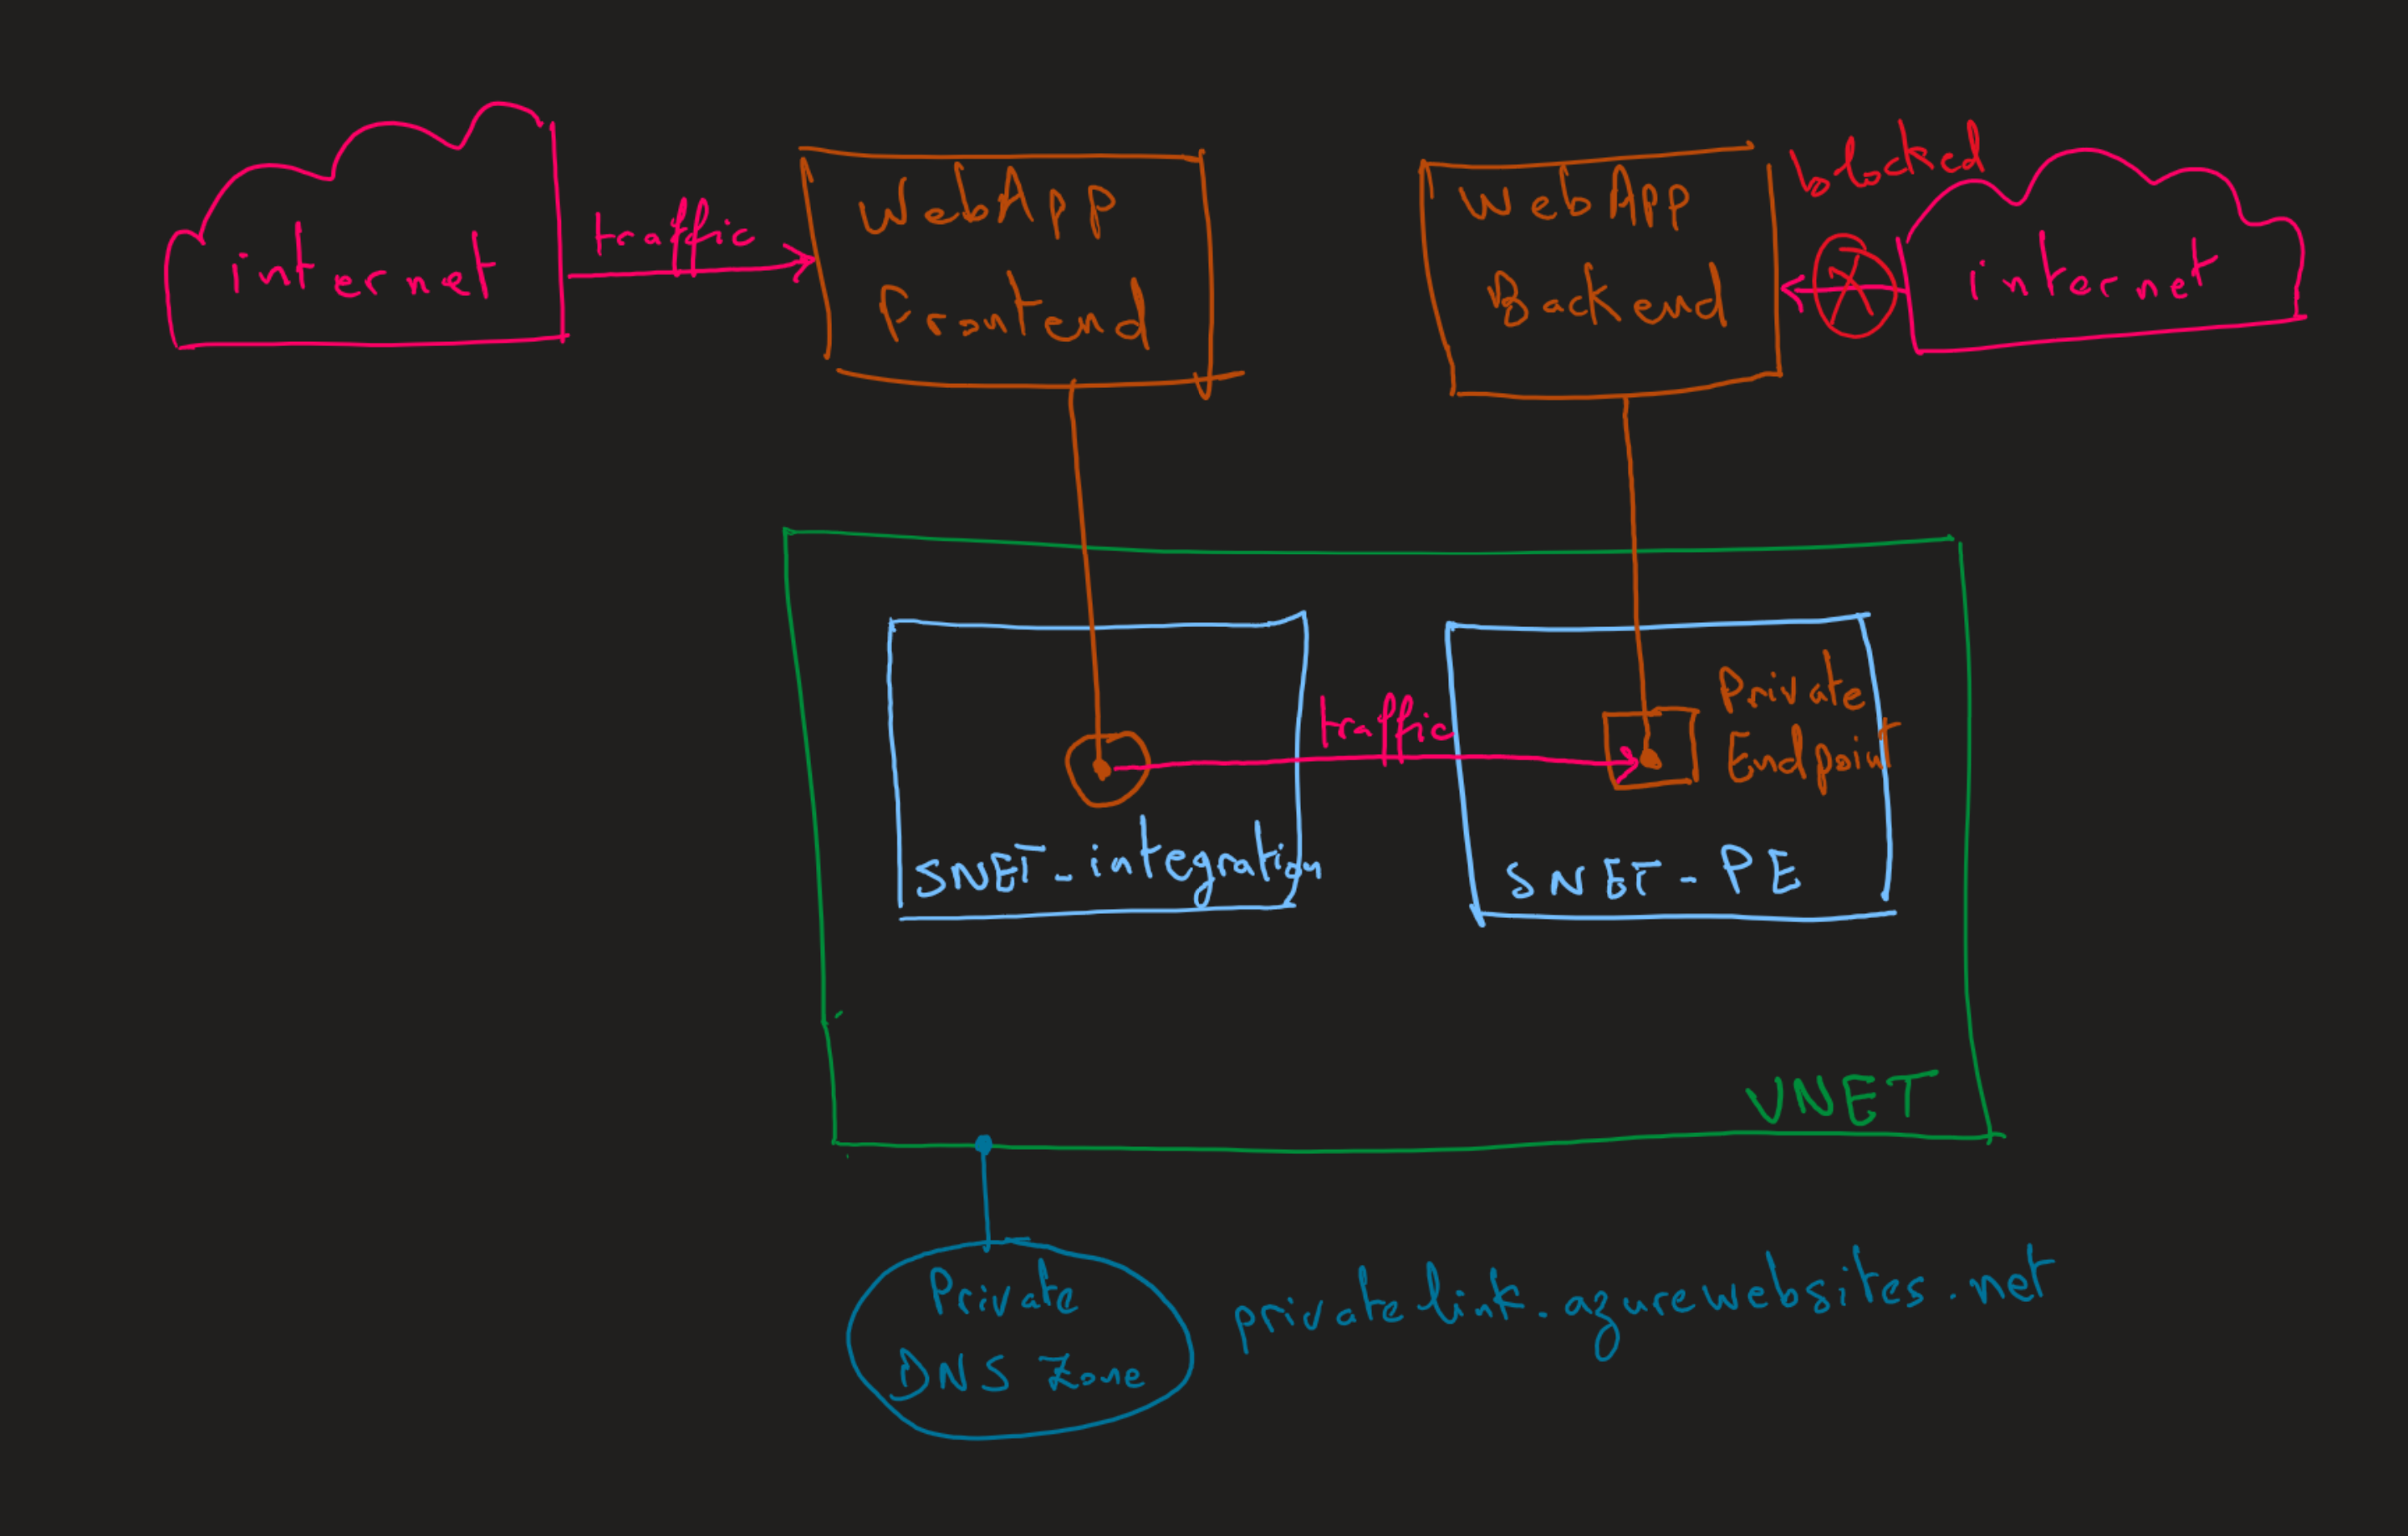 internet
traffic
WebApp
Frontend
WebApp
Backend
blocked
internet
traffic
Private
Endpoint
SNET-integration
SNET-PE
VNET
Private
DNS Zone
privatelink.azurewebsites.net